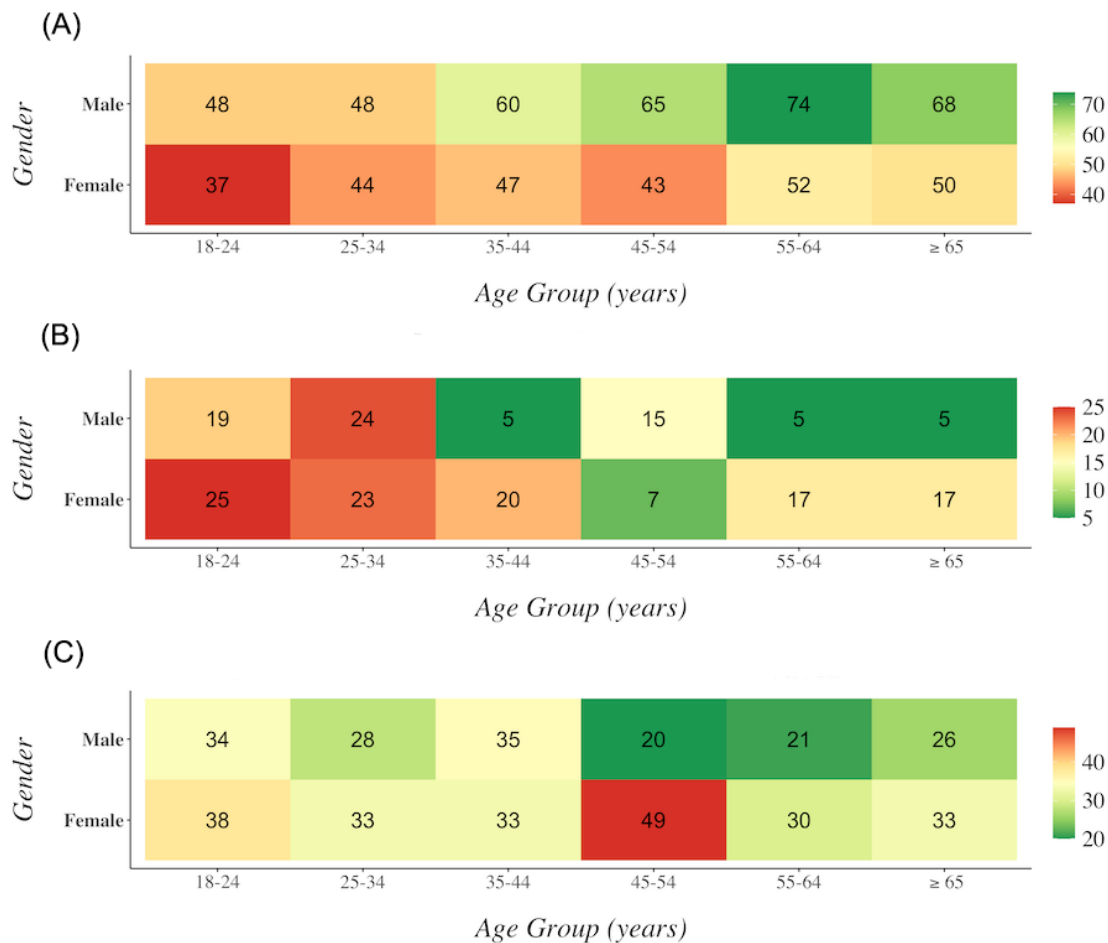 (A)
Gender
Male 48 48 60 65 74 68
Female 37 44 47 43 52 50
70
60
50
40
18-24 25-34 35-44 45-54 55-64 ≥ 65
Age Group (years)
(B)
Gender
Male 19 24 5 15 5 5
Female 25 23 20 7 17 17
25
20
15
10
5
18-24 25-34 35-44 45-54 55-64 ≥ 65
Age Group (years)
(C)
Gender
Male 34 28 35 20 21 26
Female 38 33 33 49 30 33
40
30
20
18-24 25-34 35-44 45-54 55-64 ≥ 65
Age Group (years)